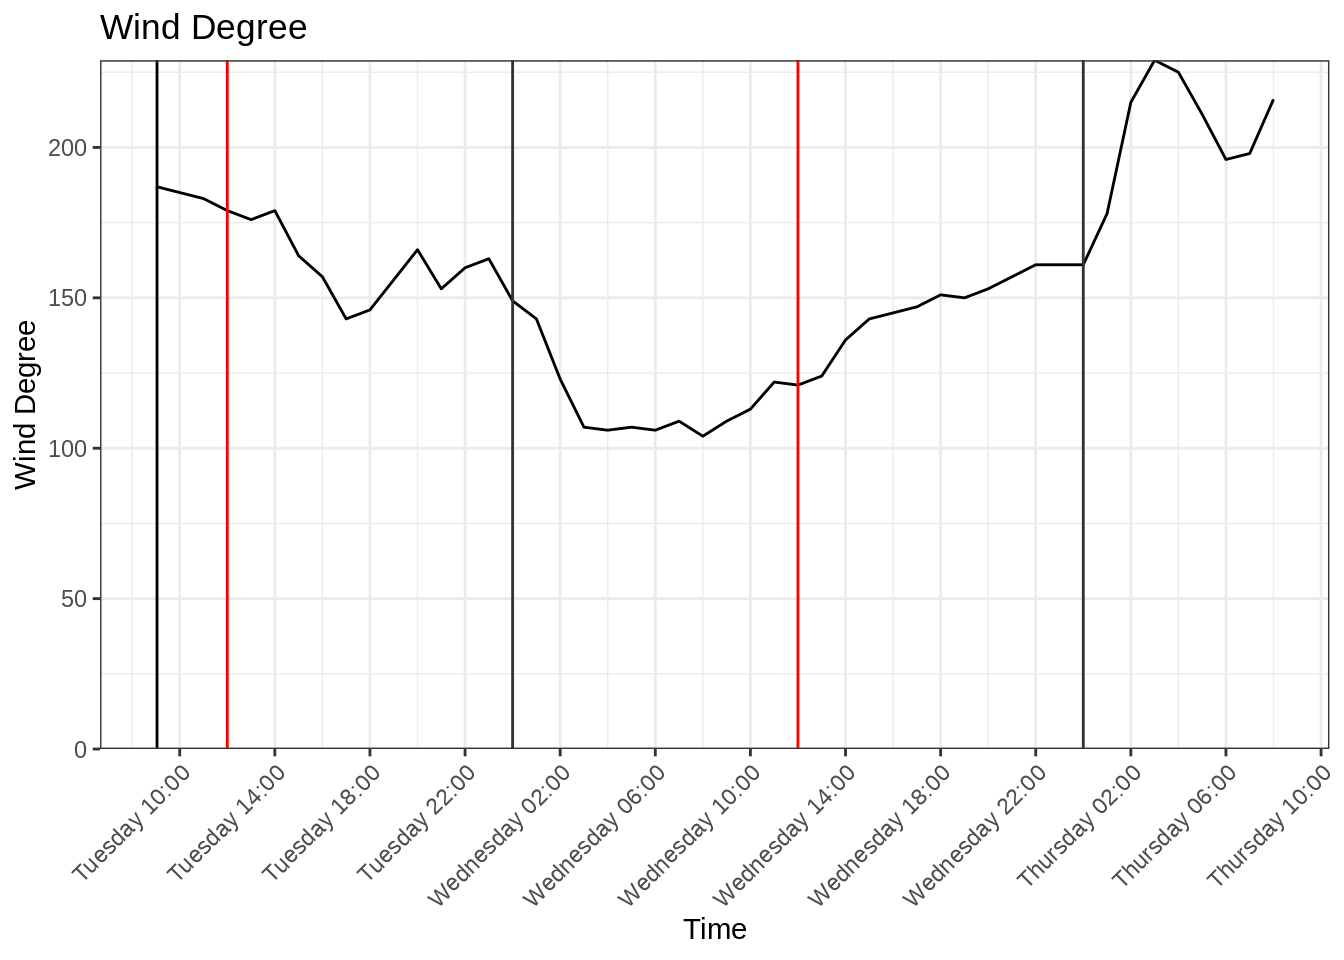 Wind Degree
Wind Degree
200
150
100
50
0
Tuesday 10:00
Tuesday 14:00
Tuesday 18:00
Tuesday 22:00
Wednesday 02:00
Wednesday 06:00
Wednesday 10:00
Wednesday 14:00
Wednesday 18:00
Wednesday 22:00
Thursday 02:00
Thursday 06:00
Thursday 10:00
Time